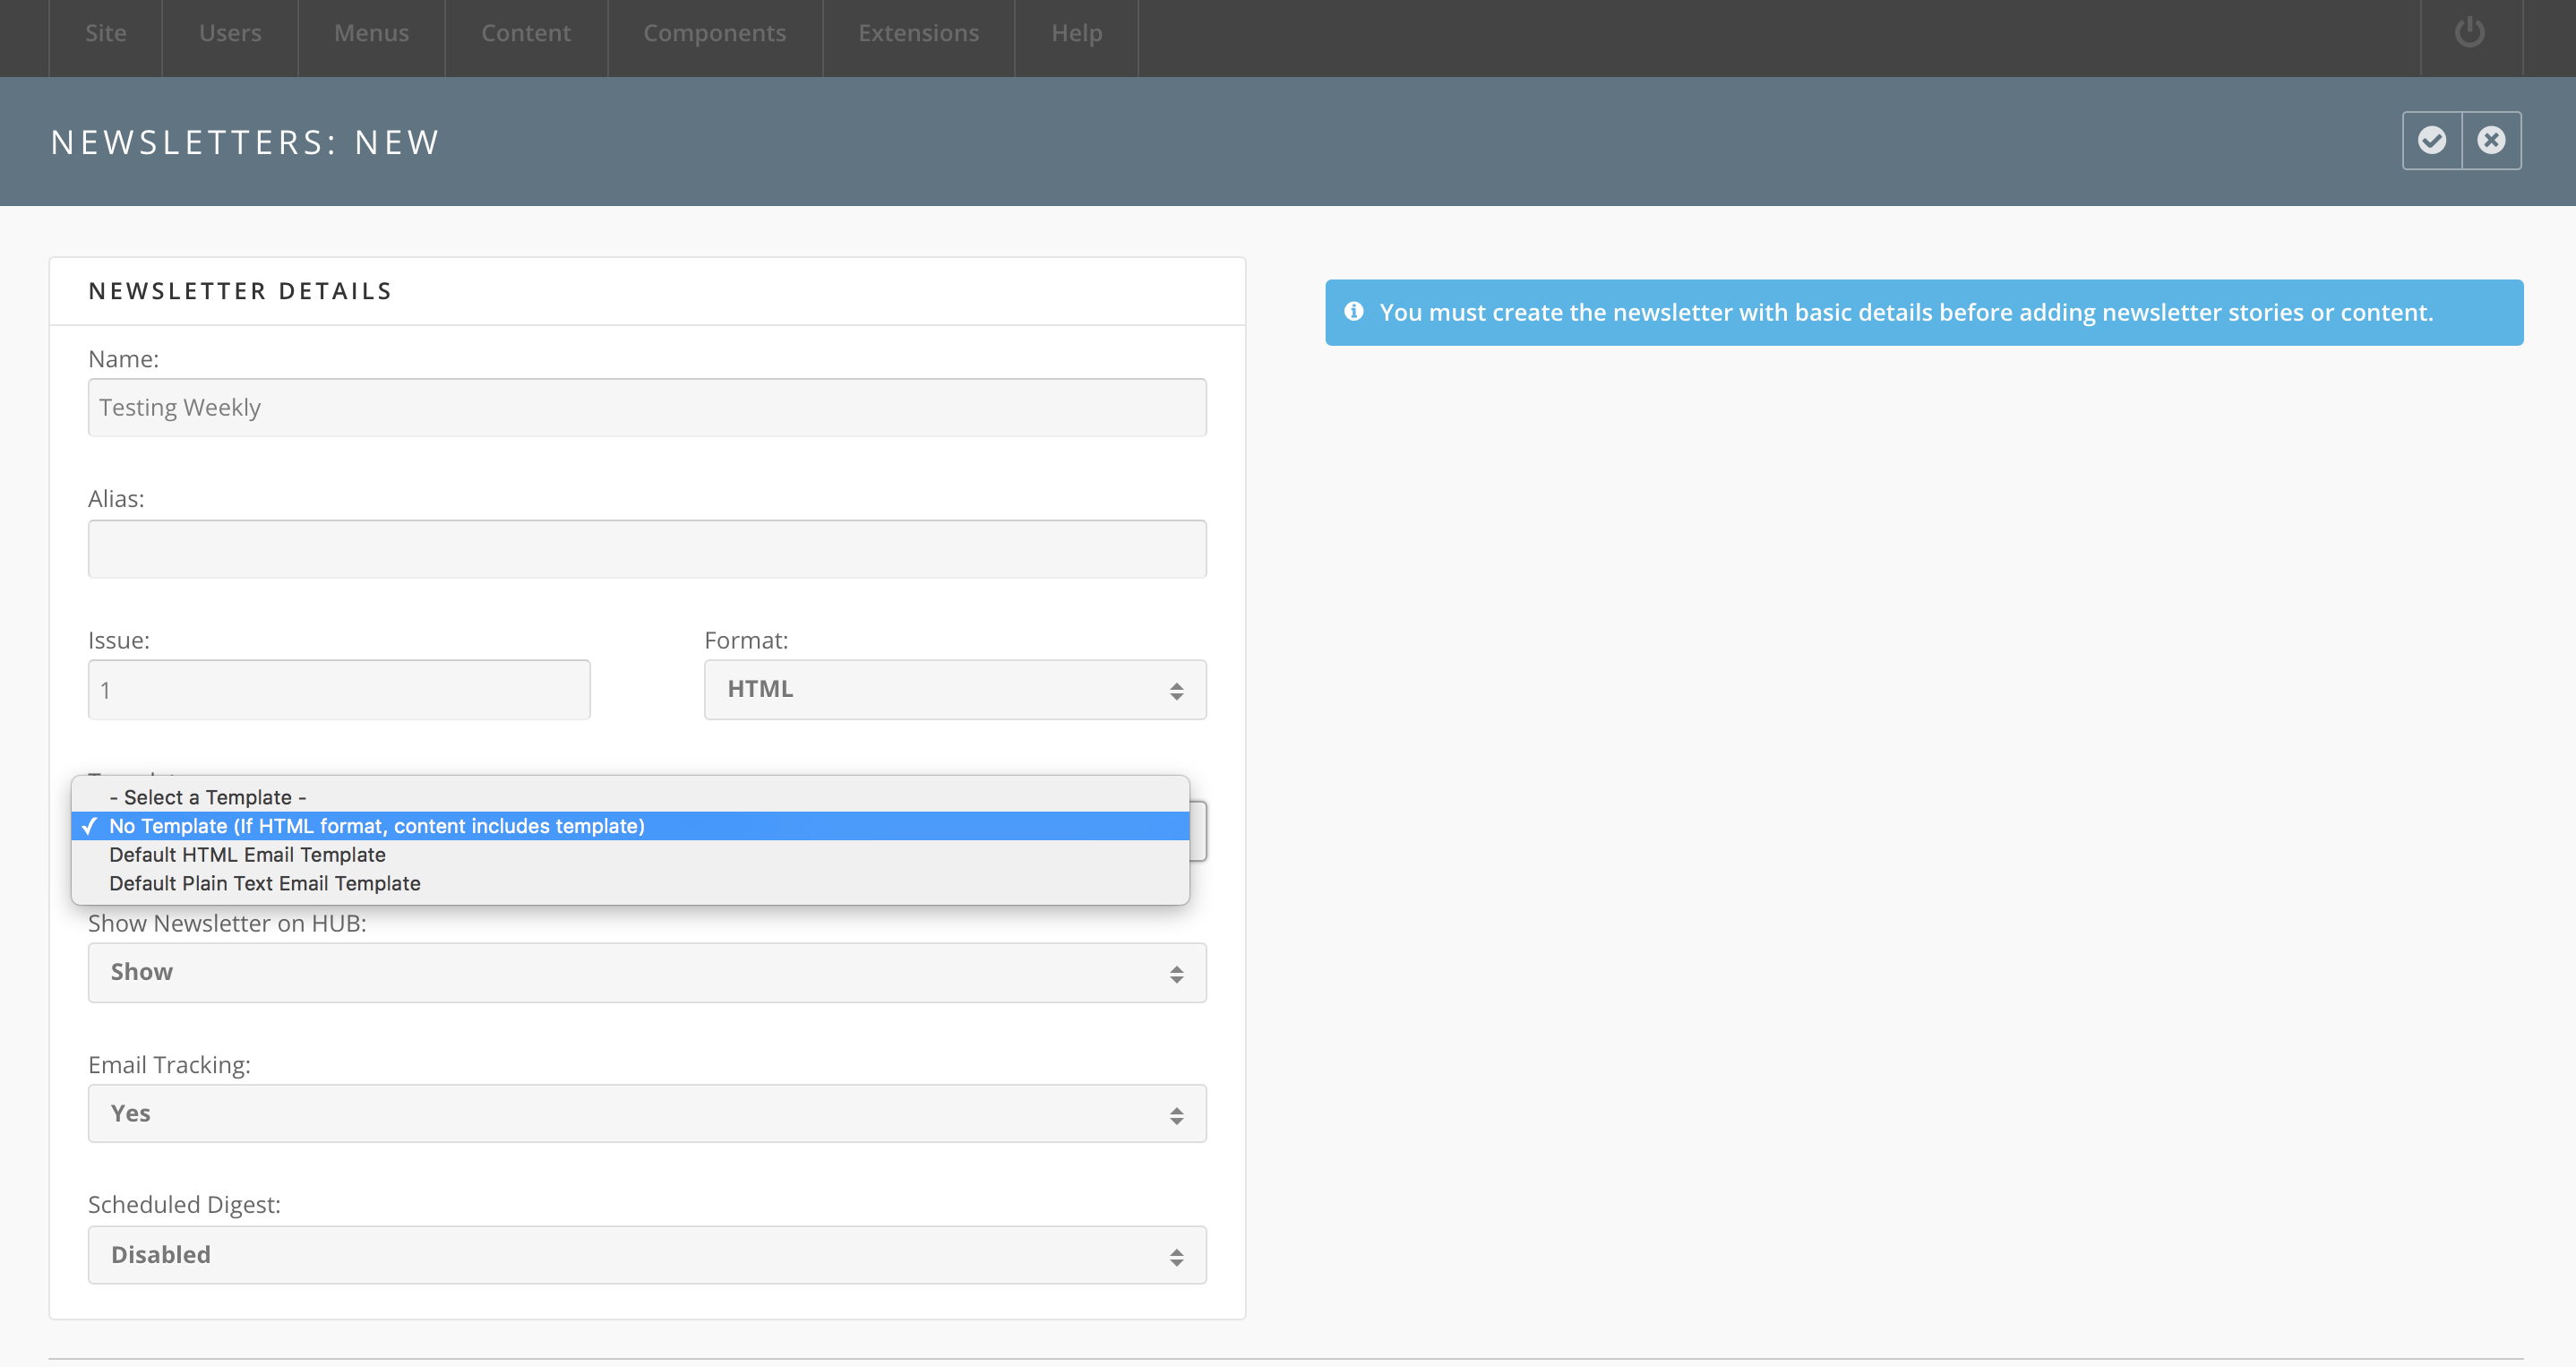 Site Users Menus Content Components Extensions Help
NEWSLETTERS: NEW
NEWSLETTER DETAILS
You must create the newsletter with basic details before adding newsletter stories or content.
Name:
Testing Weekly
Alias:
Issue:
Format:
1
HTML
- Select a Template -
✓ No Template (If HTML format, content includes template)
Default HTML Email Template
Default Plain Text Email Template
Show Newsletter on HUB:
Show
Email Tracking:
Yes
Scheduled Digest:
Disabled